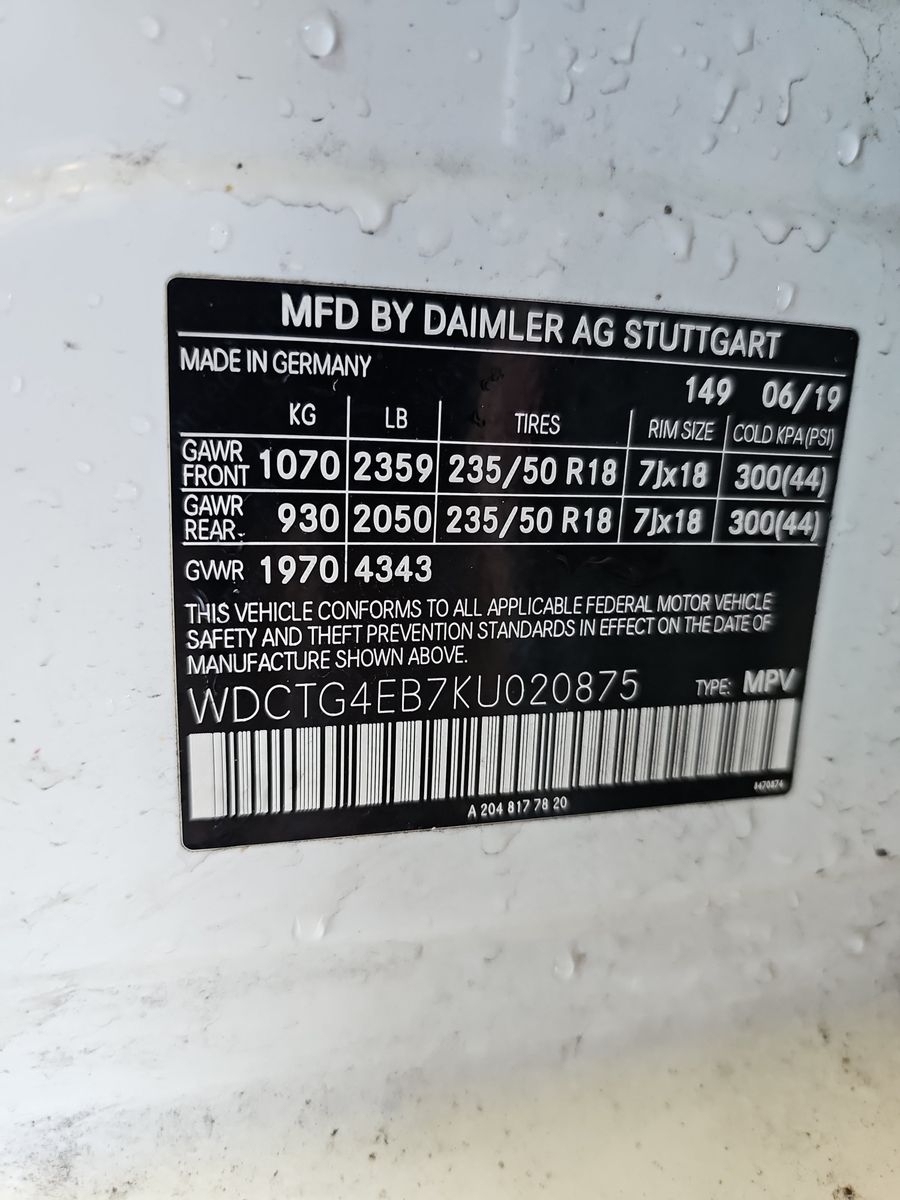 MFD BY DAIMLER AG STUTTGART
MADE IN GERMANY
149 06/19
KG LB TIRES RIM SIZE COLD KPA(PSI)
GAWR FRONT 1070 2359 235/50 R18 7Jx18 300(44)
GAWR REAR 930 2050 235/50 R18 7Jx18 300(44)
GVWR 1970 4343
THIS VEHICLE CONFORMS TO ALL APPLICABLE FEDERAL MOTOR VEHICLE
SAFETY AND THEFT PREVENTION STANDARDS IN EFFECT ON THE DATE OF
MANUFACTURE SHOWN ABOVE.
WDCTG4EB7KU020875 TYPE: MPV
A 204 817 78 20
8470874